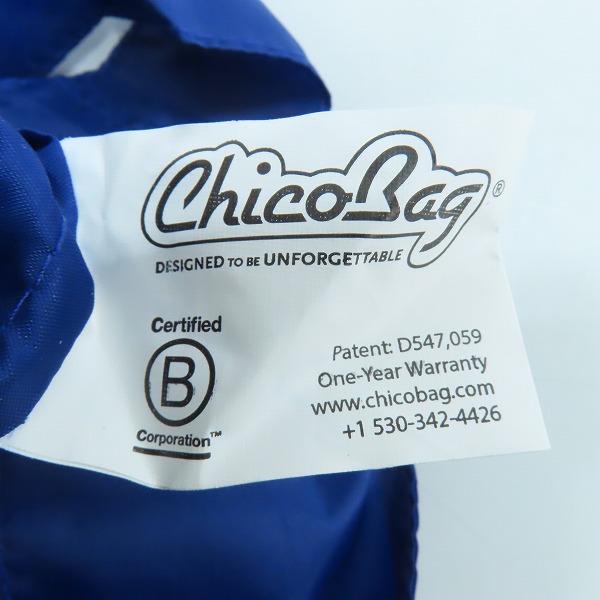 ChicoBag®
DESIGNED TO BE UNFORGETTABLE
Certified
B
Corporation™
Patent: D547,059
One-Year Warranty
www.chicobag.com
+1 530-342-4426